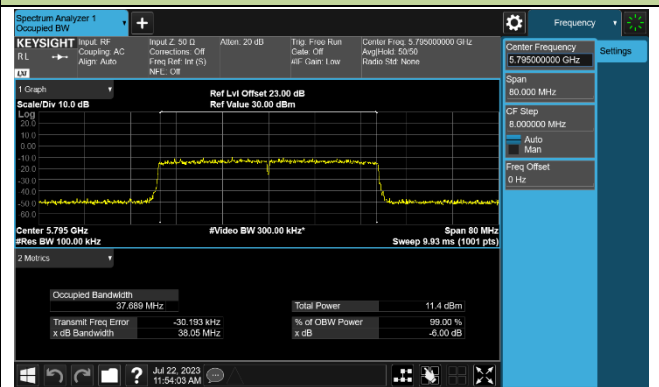 Spectrum Analyzer 1
Occupied BW
Frequency
KEYSIGHT
RL
LXI
Input: RF
Coupling: AC
Align: Auto
Input Z: 50 Ω
Corrections: Off
Freq Ref: Int (S)
NFE: Off
Atten: 20 dB
Trig: Free Run
Gate: Off
#IF Gain: Low
Center Freq: 5.795000000 GHz
Avg|Hold: 50/50
Radio Std: None
Center Frequency
5.795000000 GHz
Settings
Span
80.000 MHz
CF Step
8.000000 MHz
Auto
Man
Freq Offset
0 Hz
1 Graph
Scale/Div 10.0 dB
Ref Lvl Offset 23.00 dB
Ref Value 30.00 dBm
Log
20.0
10.0
0.00
-10.0
-20.0
-30.0
-40.0
-50.0
-60.0
Center 5.795 GHz
#Video BW 300.00 kHz*
Span 80 MHz
#Res BW 100.00 kHz
Sweep 9.93 ms (1001 pts)
2 Metrics
Occupied Bandwidth
37.689 MHz
Total Power
11.4 dBm
Transmit Freq Error
-30.193 kHz
% of OBW Power
99.00 %
x dB Bandwidth
38.05 MHz
x dB
-6.00 dB
?
Jul 22, 2023
11:54:03 AM